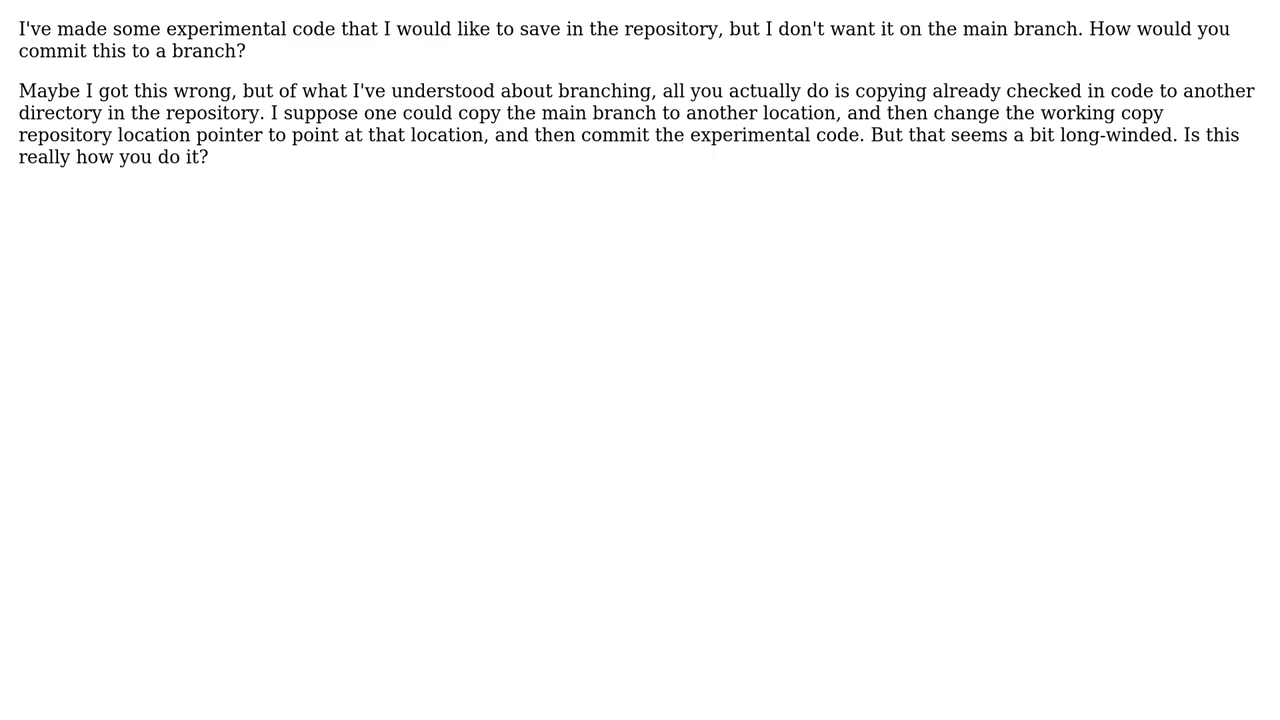 I've made some experimental code that I would like to save in the repository, but I don't want it on the main branch. How would you
commit this to a branch?
Maybe I got this wrong, but of what I've understood about branching, all you actually do is copying already checked in code to another
directory in the repository. I suppose one could copy the main branch to another location, and then change the working copy
repository location pointer to point at that location, and then commit the experimental code. But that seems a bit long-winded. Is this
really how you do it?